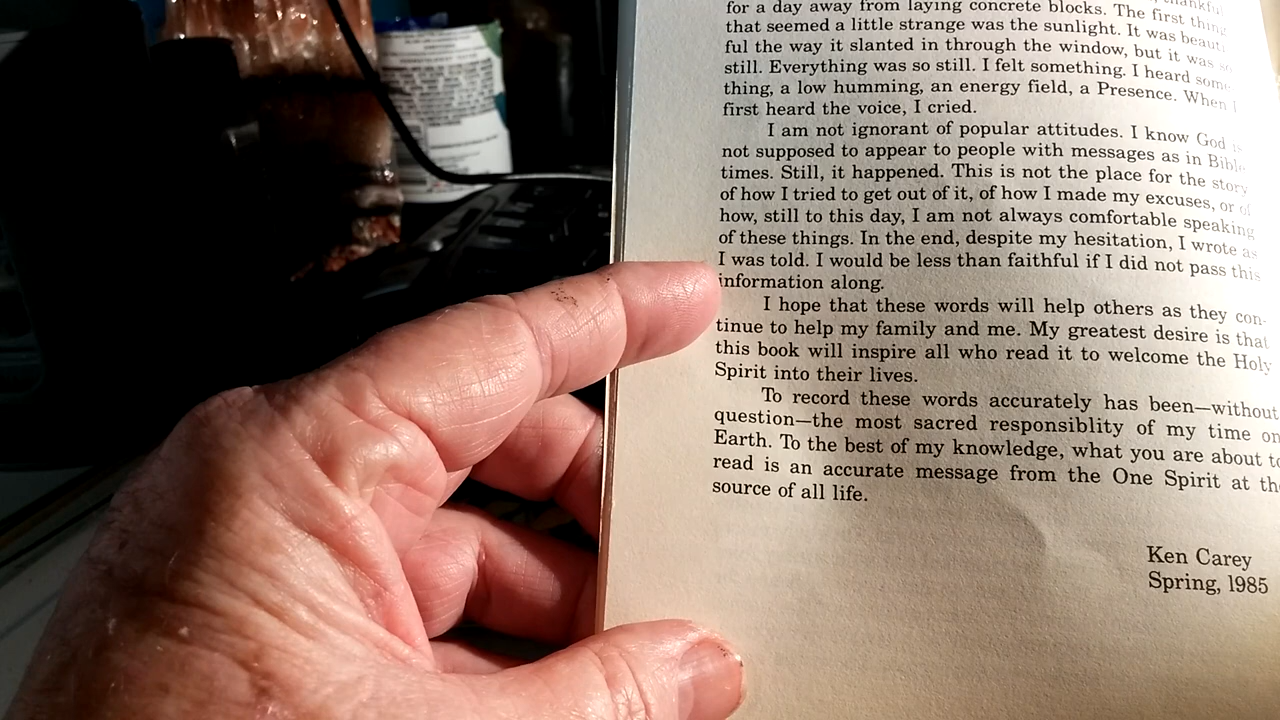 thankful
for a day away from laying concrete blocks. The first thing
that seemed a little strange was the sunlight. It was beauti-
ful the way it slanted in through the window, but it was so
still. Everything was so still. I felt something. I heard some-
thing, a low humming, an energy field, a Presence. When I
first heard the voice, I cried.
I am not ignorant of popular attitudes. I know God is
not supposed to appear to people with messages as in Bible
times. Still, it happened. This is not the place for the story
of how I tried to get out of it, of how I made my excuses, or of
how, still to this day, I am not always comfortable speaking
of these things. In the end, despite my hesitation, I wrote as
I was told. I would be less than faithful if I did not pass this
information along.
I hope that these words will help others as they con-
tinue to help my family and me. My greatest desire is that
this book will inspire all who read it to welcome the Holy
Spirit into their lives.
To record these words accurately has been—without
question—the most sacred responsiblity of my time on
Earth. To the best of my knowledge, what you are about to
read is an accurate message from the One Spirit at the
source of all life.
Ken Carey
Spring, 1985